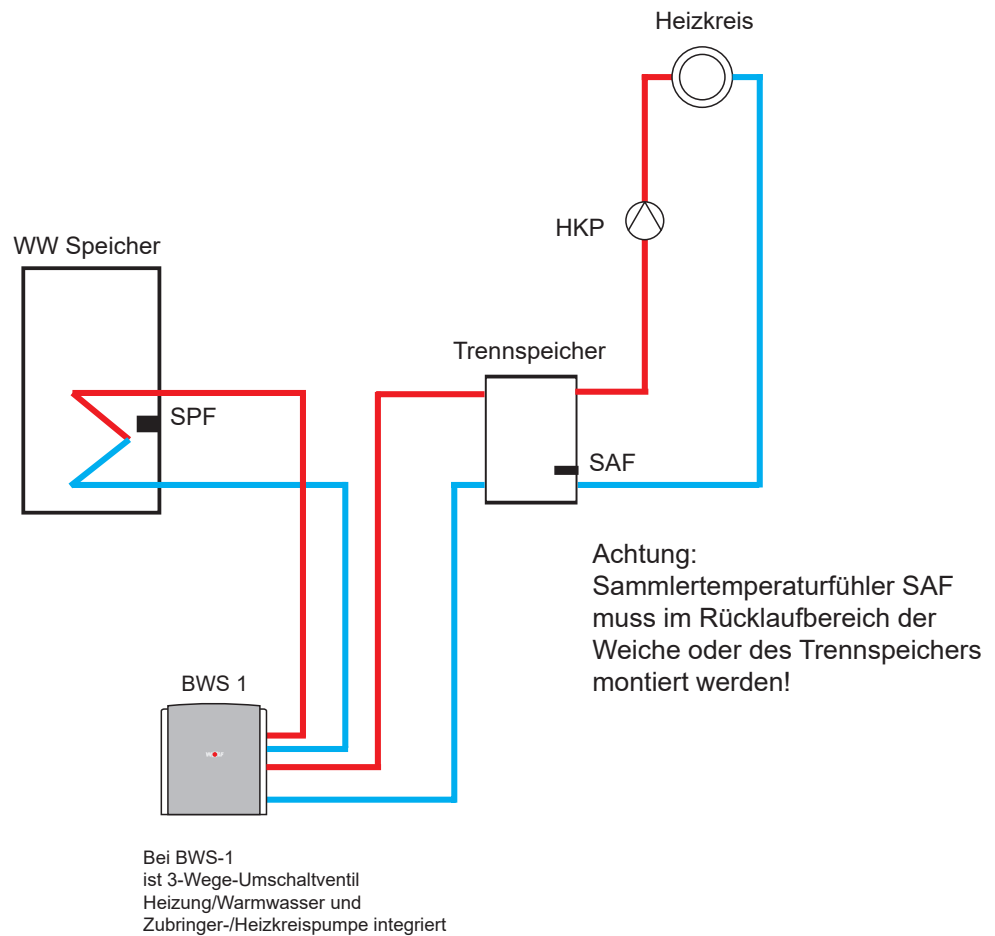 Heizkreis
HKP
WW Speicher
Trennspeicher
SPF
SAF
Achtung:
Sammlertemperaturfühler SAF
muss im Rücklaufbereich der
Weiche oder des Trennspeichers
montiert werden!
BWS 1
Bei BWS-1
ist 3-Wege-Umschaltventil
Heizung/Warmwasser und
Zubringer-/Heizkreispumpe integriert